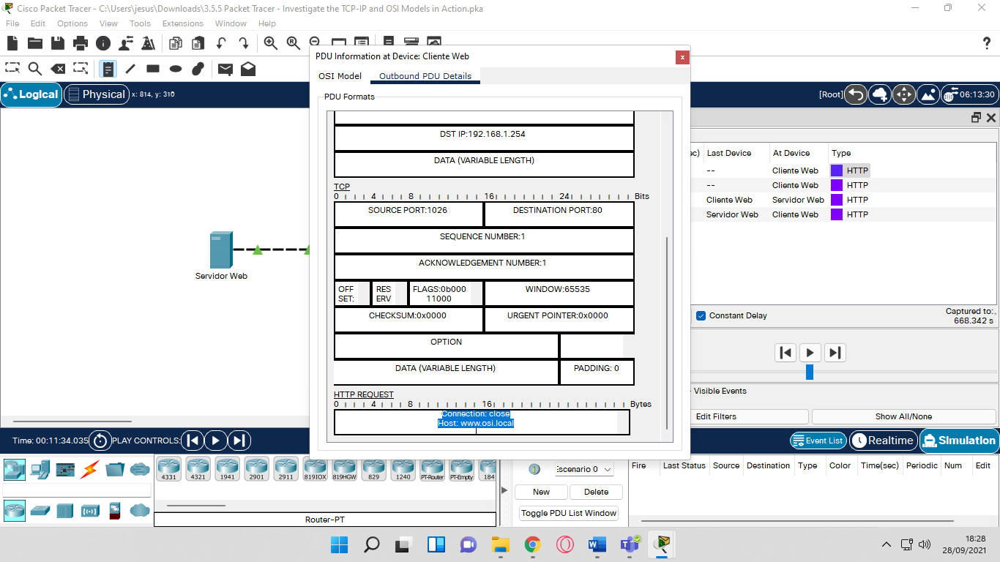 Cisco Packet Tracer - C:\Users\jesus\Downloads\3.5.5 Packet Tracer - Investigate the TCP-IP and OSI Models in Action.pka
File Edit Options View Tools Extensions Window Help
?
PDU Information at Device: Cliente Web
x
OSI Model Outbound PDU Details
PDU Formats
Logical Physical x: 814, y: 310
[Root] 06:13:30
DST IP:192.168.1.254
DATA (VARIABLE LENGTH)
TCP
0 4 8 16 24 Bits
SOURCE PORT:1026 DESTINATION PORT:80
SEQUENCE NUMBER:1
ACKNOWLEDGEMENT NUMBER:1
OFF SET: RES ERV FLAGS:0b000 11000 WINDOW:65535
CHECKSUM:0x0000 URGENT POINTER:0x0000
OPTION
DATA (VARIABLE LENGTH) PADDING: 0
HTTP REQUEST
0 4 8 16 Bytes
Connection: close
Host: www.osi.local
Servidor Web
ec) Last Device At Device Type
-- Cliente Web HTTP
-- Cliente Web HTTP
Cliente Web Servidor Web HTTP
Servidor Web Cliente Web HTTP
Constant Delay
Captured to:
668.342 s
Visible Events
Edit Filters Show All/None
Time: 00:11:34.035 PLAY CONTROLS:
Event List Realtime Simulation
4331 4321 1941 2901 2911 819IOX 819HGW 829 1240 PT-Router PT-Empty 184
Router-PT
Escenario 0
New Delete
Toggle PDU List Window
Fire Last Status Source Destination Type Color Time(sec) Periodic Num Edit
18:28
28/09/2021